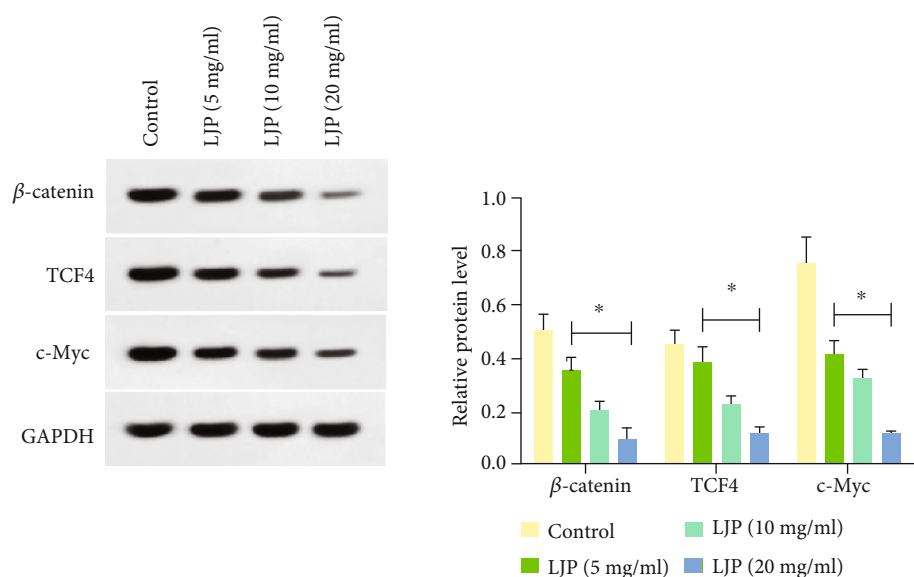 Control
LJP (5 mg/ml)
LJP (10 mg/ml)
LJP (20 mg/ml)
β-catenin
TCF4
c-Myc
GAPDH
Relative protein level
1.0
0.8
0.6
0.4
0.2
0.0
*
*
*
β-catenin
TCF4
c-Myc
Control
LJP (5 mg/ml)
LJP (10 mg/ml)
LJP (20 mg/ml)